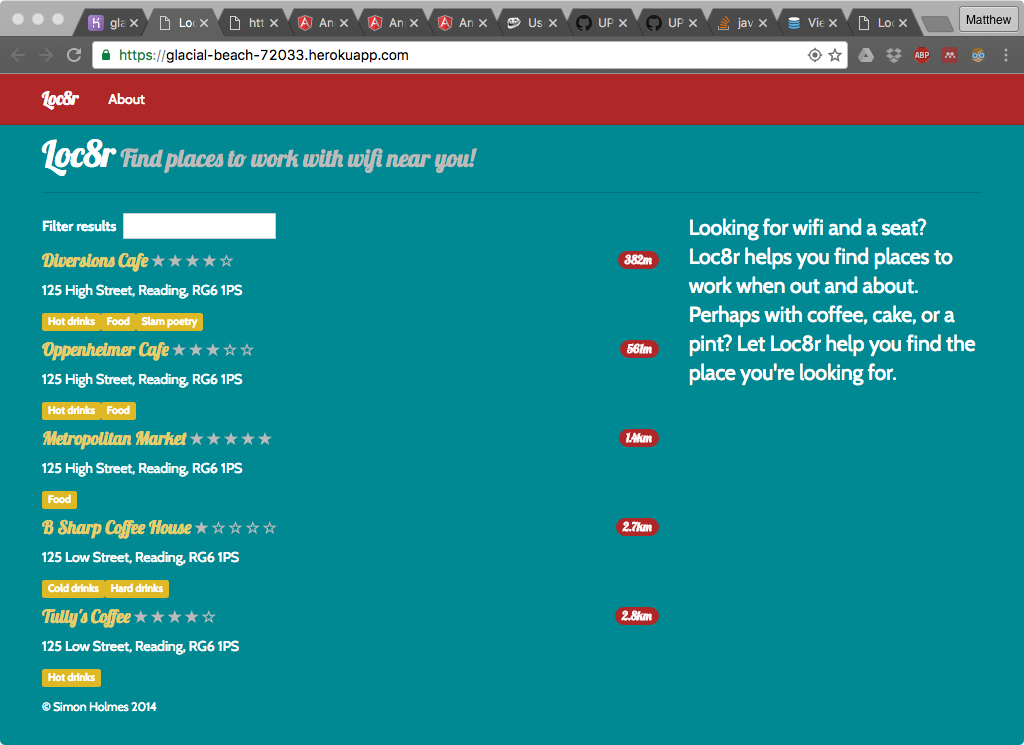 gla
Loc
htt
An
An
An
Us
UP
UP
jav
Vie
Loc
Matthew
https://glacial-beach-72033.herokuapp.com
ABP
Loc8r About
Loc8r Find places to work with wifi near you!
Filter results
Diversions Cafe ★★★★☆ 382m
125 High Street, Reading, RG6 1PS
Hot drinks Food Slam poetry
Oppenheimer Cafe ★★★☆☆ 561m
125 High Street, Reading, RG6 1PS
Hot drinks Food
Metropolitan Market ★★★★★ 1.4km
125 High Street, Reading, RG6 1PS
Food
B Sharp Coffee House ★☆☆☆☆ 2.7km
125 Low Street, Reading, RG6 1PS
Cold drinks Hard drinks
Tully's Coffee ★★★★☆ 2.8km
125 Low Street, Reading, RG6 1PS
Hot drinks
© Simon Holmes 2014
Looking for wifi and a seat?
Loc8r helps you find places to
work when out and about.
Perhaps with coffee, cake, or a
pint? Let Loc8r help you find the
place you're looking for.